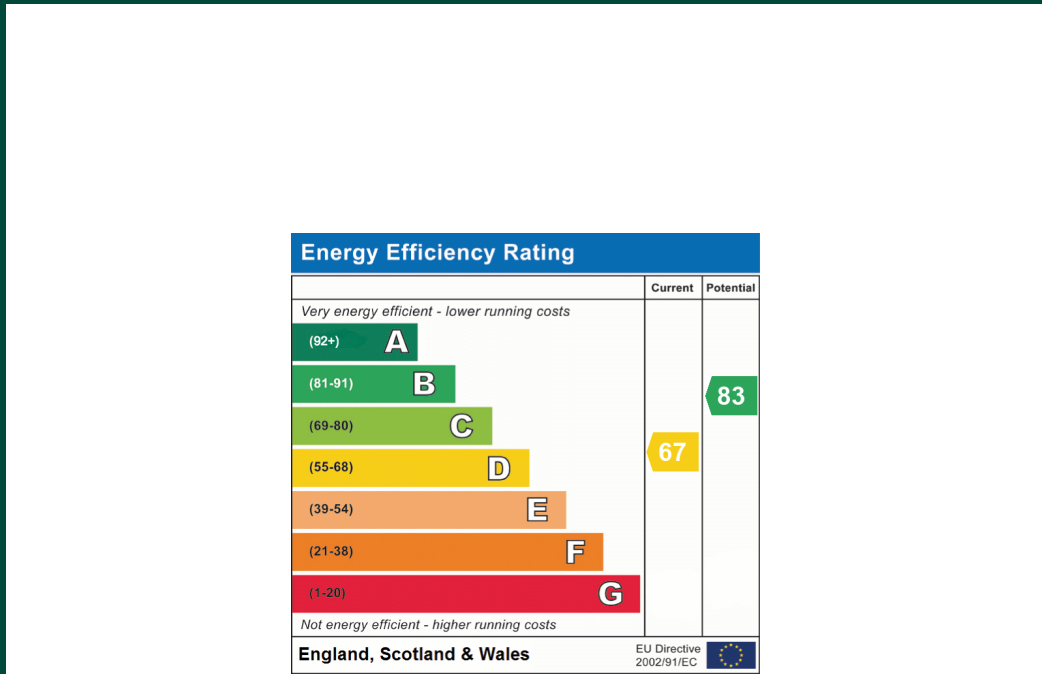 Energy Efficiency Rating
Current Potential
Very energy efficient - lower running costs
(92+) A
(81-91) B
83
(69-80) C
67
(55-68) D
(39-54) E
(21-38) F
(1-20) G
Not energy efficient - higher running costs
England, Scotland & Wales
EU Directive
2002/91/EC